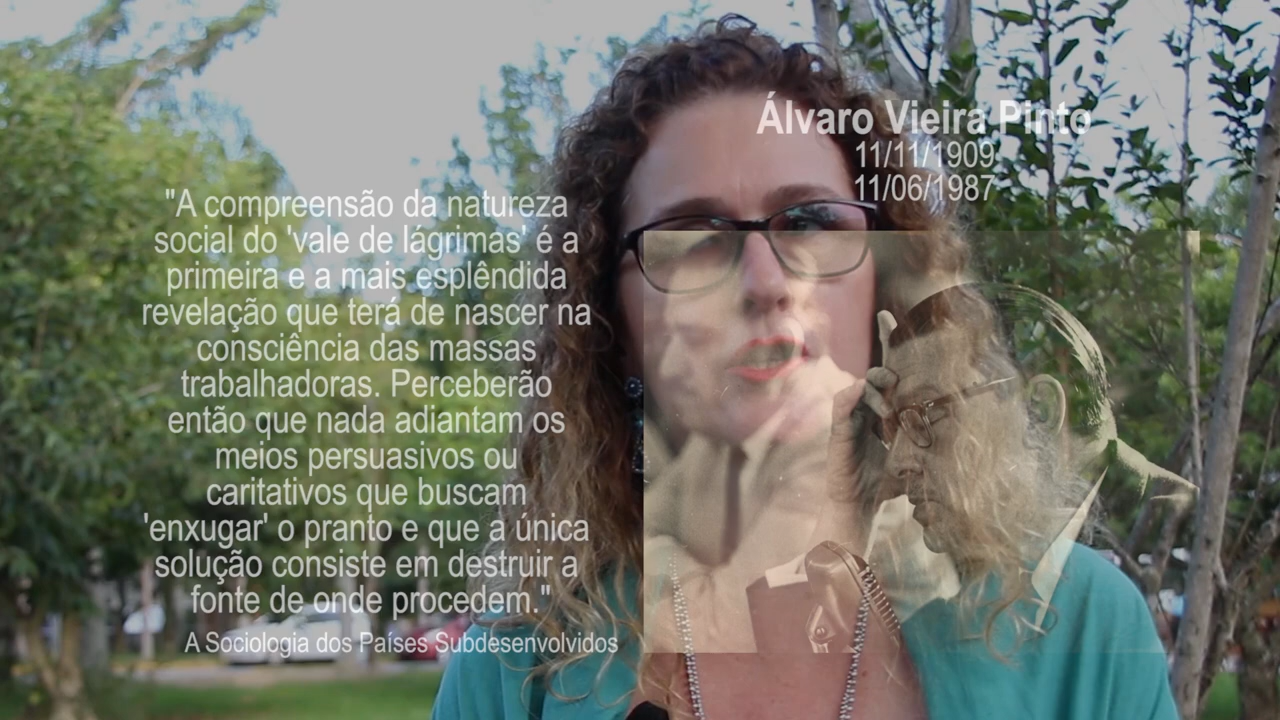 Álvaro Vieira Pinto
11/11/1909
11/06/1987
"A compreensão da natureza
social do 'vale de lágrimas' é a
primeira e a mais esplêndida
revelação que terá de nascer na
consciência das massas
trabalhadoras. Perceberão
então que nada adiantam os
meios persuasivos ou
caritativos que buscam
'enxugar' o pranto e que a única
solução consiste em destruir a
fonte de onde procedem."
A Sociologia dos Países Subdesenvolvidos